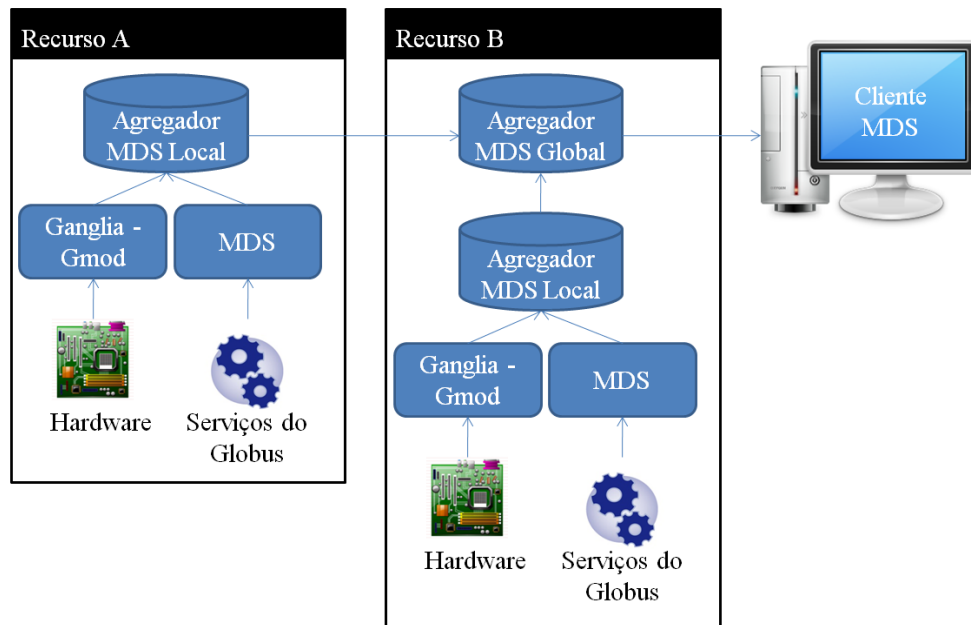 Recurso A
Agregador
MDS Local
Ganglia -
Gmod
MDS
Hardware
Serviços do
Globus
Recurso B
Agregador
MDS Global
Agregador
MDS Local
Ganglia -
Gmod
MDS
Hardware
Serviços do
Globus
Cliente
MDS